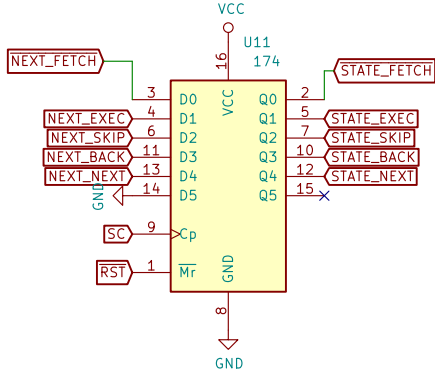 VCC
U11
174
NEXT_FETCH
STATE_FETCH
16
VCC
3 D0 Q0 2
NEXT_EXEC 4 D1 Q1 5 STATE_EXEC
NEXT_SKIP 6 D2 Q2 7 STATE_SKIP
NEXT_BACK 11 D3 Q3 10 STATE_BACK
NEXT_NEXT 13 D4 Q4 12 STATE_NEXT
GND 14 D5 Q5 15
SC 9 Cp
RST 1 Mr
GND
8
GND